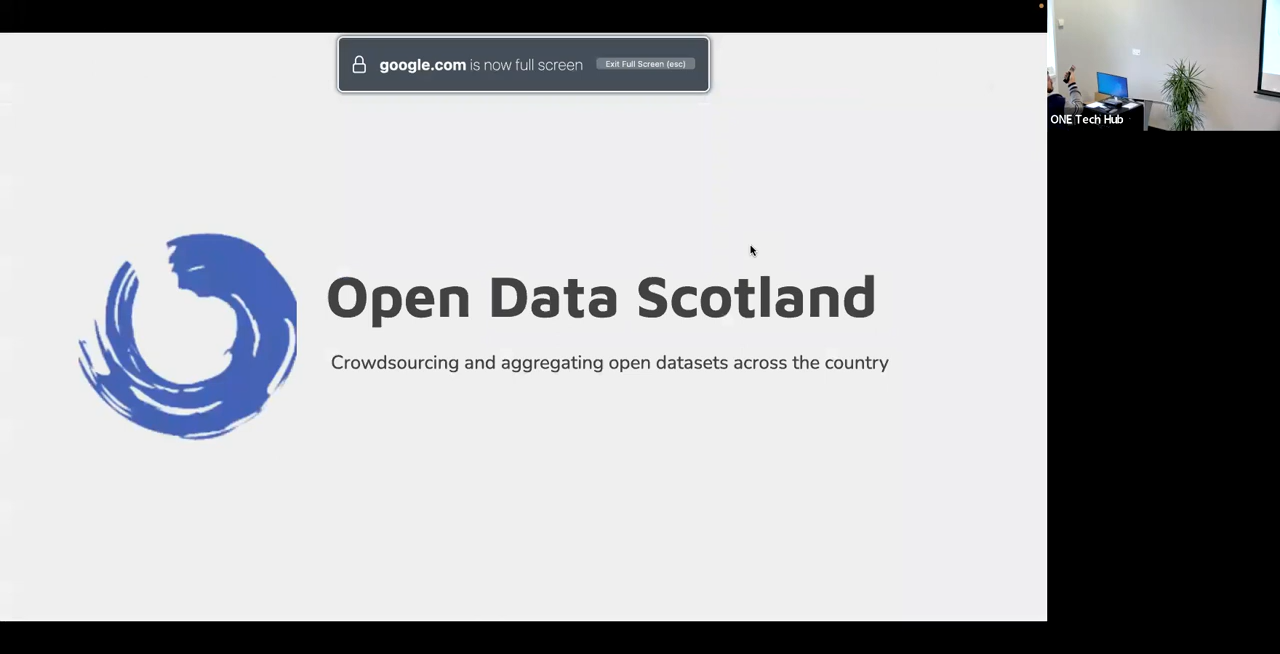 google.com is now full screen
Exit Full Screen (esc)
ONE Tech Hub
Open Data Scotland
Crowdsourcing and aggregating open datasets across the country